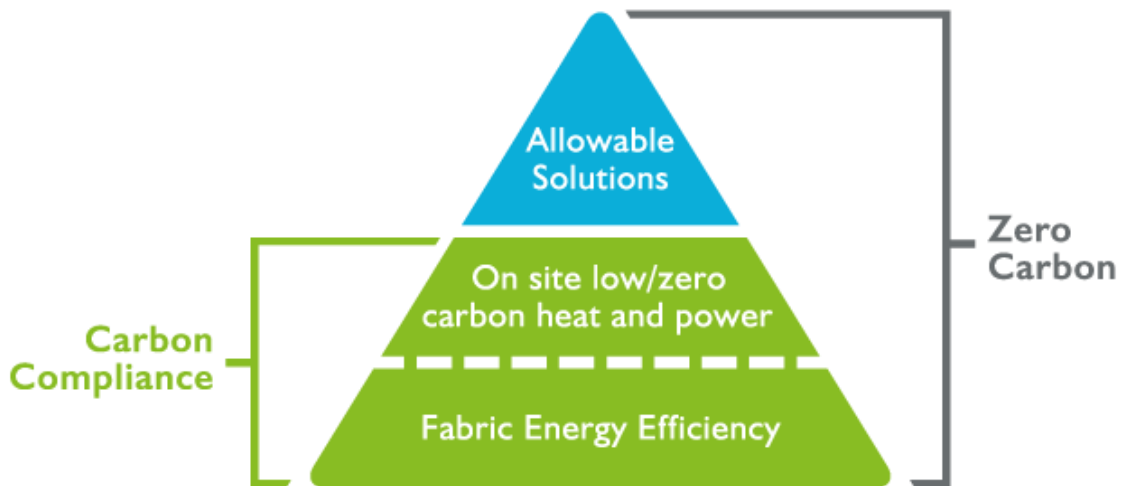 Allowable
Solutions
On site low/zero
carbon heat and power
Fabric Energy Efficiency
Carbon
Compliance
Zero
Carbon